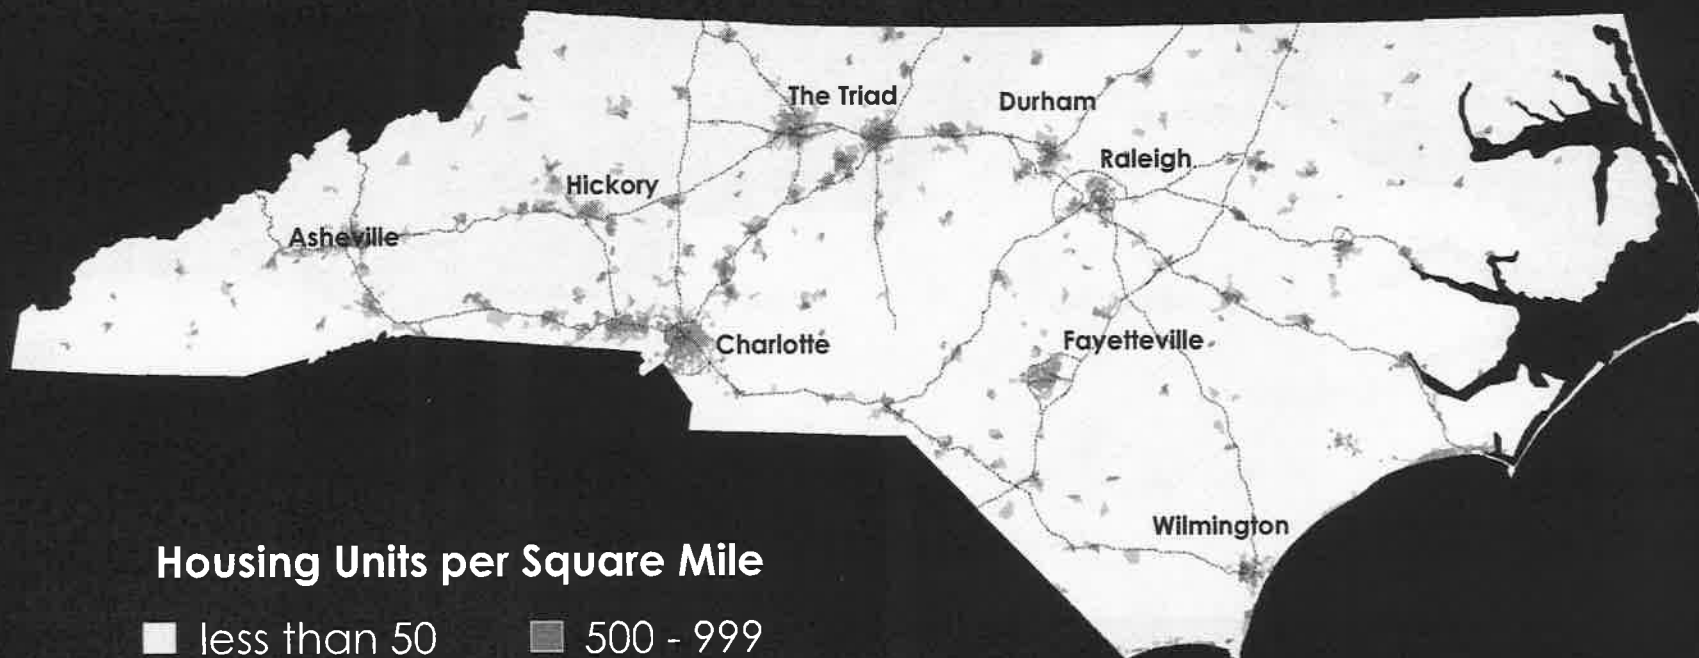 The Triad
Durham
Raleigh
Hickory
Asheville
Charlotte
Fayetteville
Wilmington
Housing Units per Square Mile
less than 50
500 - 999